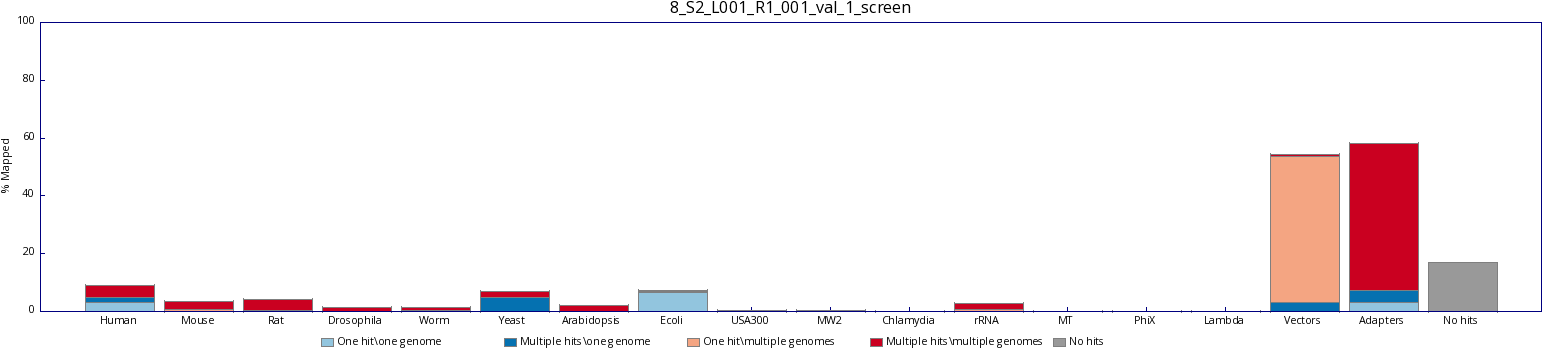 8_S2_L001_R1_001_val_1_screen
100
80
60
40
20
0
% Mapped
Human Mouse Rat Drosophila Worm Yeast Arabidopsis Ecoli USA300 MW2 Chlamydia rRNA MT PhiX Lambda Vectors Adapters No hits
One hit\one genome Multiple hits\one genome One hit\multiple genomes Multiple hits\multiple genomes No hits